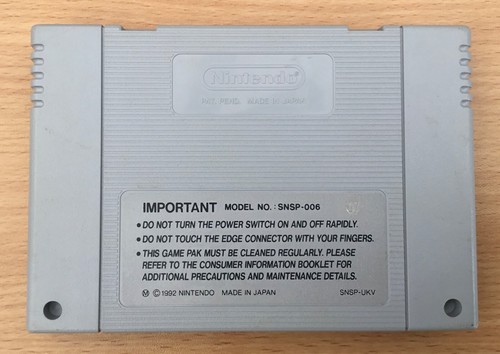 Nintendo
PAT. PEND. MADE IN JAPAN
IMPORTANT MODEL NO.: SNSP-006
• DO NOT TURN THE POWER SWITCH ON AND OFF RAPIDLY.
• DO NOT TOUCH THE EDGE CONNECTOR WITH YOUR FINGERS.
• THIS GAME PAK MUST BE CLEANED REGULARLY. PLEASE
REFER TO THE CONSUMER INFORMATION BOOKLET FOR
ADDITIONAL PRECAUTIONS AND MAINTENANCE DETAILS.
Ⓜ ©1992 NINTENDO MADE IN JAPAN SNSP-UKV